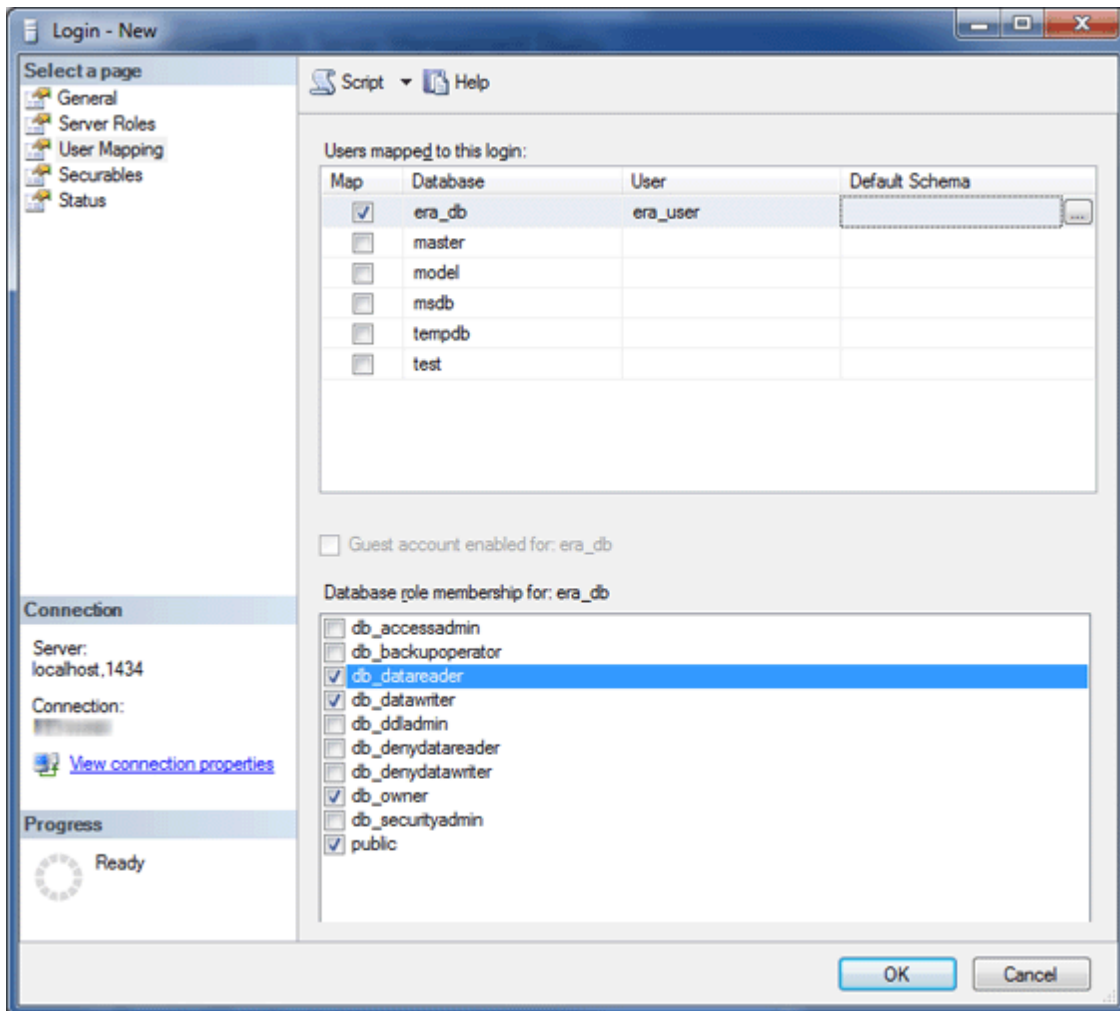 Login - New
Select a page
General
Server Roles
User Mapping
Securables
Status
Script Help
Users mapped to this login:
Map Database User Default Schema
era_db era_user ...
master
model
msdb
tempdb
test
Guest account enabled for: era_db
Database role membership for: era_db
db_accessadmin
db_backupoperator
db_datareader
db_datawriter
db_ddladmin
db_denydatareader
db_denydatawriter
db_owner
db_securityadmin
public
Connection
Server:
localhost,1434
Connection:
View connection properties
Progress
Ready
OK Cancel